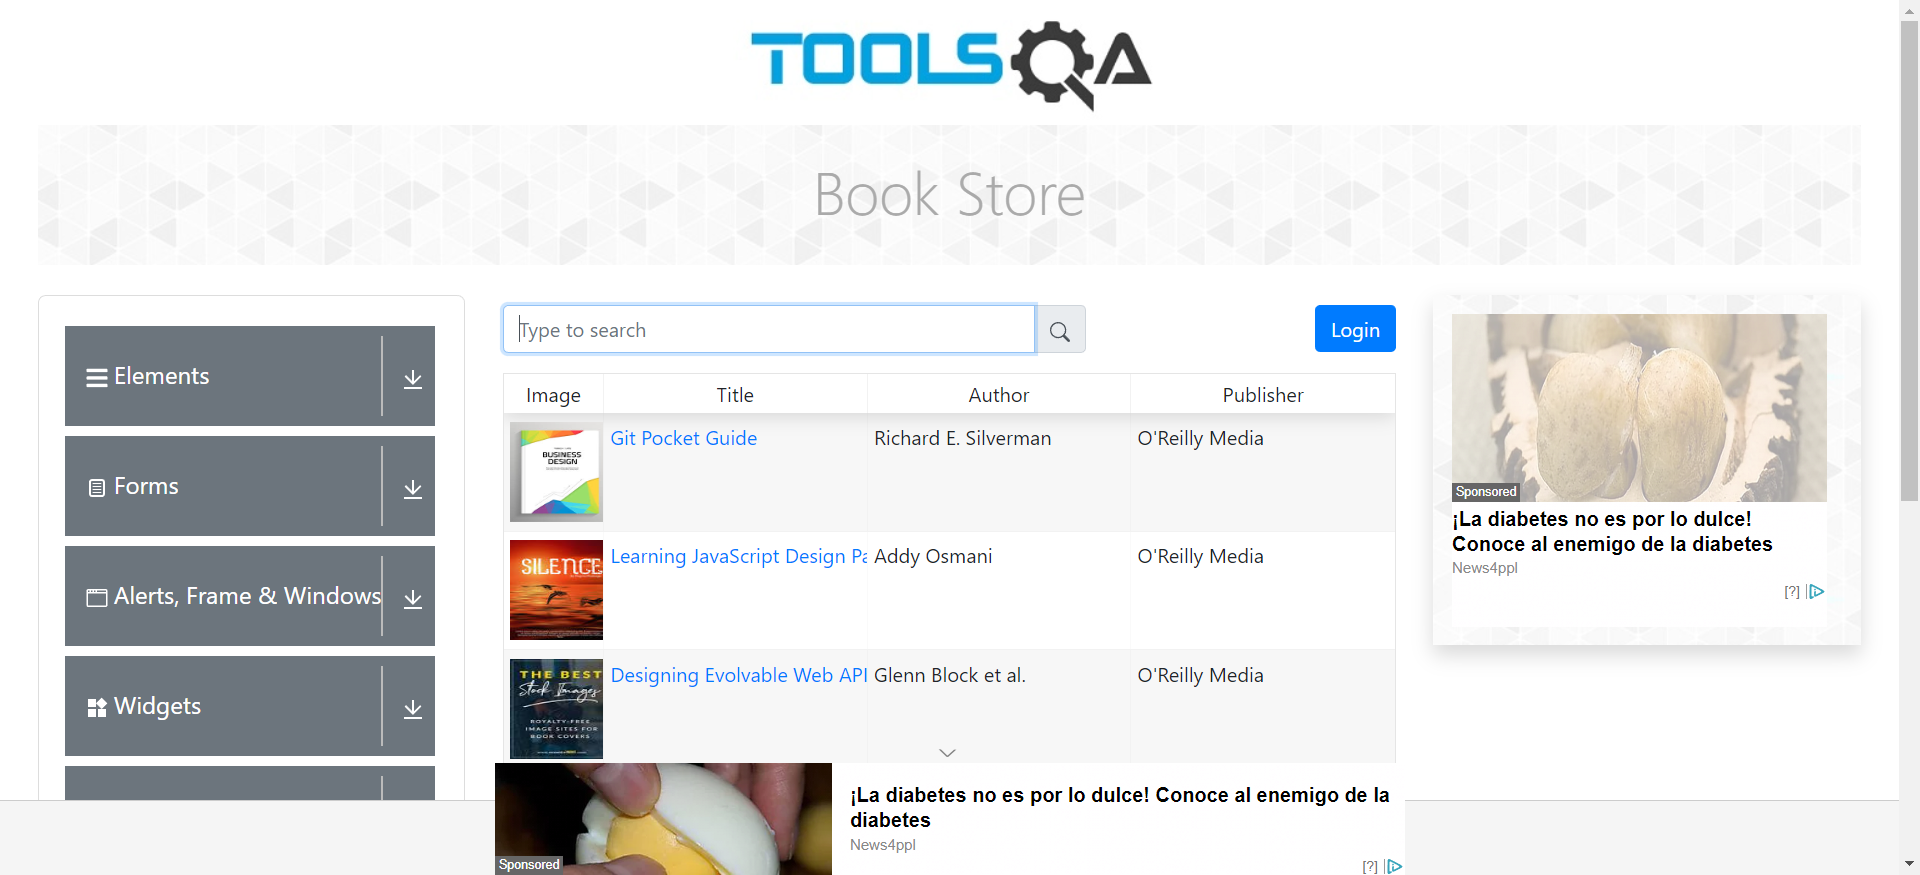 TOOLSQA
Book Store
Elements
Forms
Alerts, Frame & Windows
Widgets
Type to search
Login
Image Title Author Publisher
BUSINESS
DESIGN
Git Pocket Guide Richard E. Silverman O'Reilly Media
SILENCE
Learning JavaScript Design Pa Addy Osmani O'Reilly Media
THE BEST
Stock Images
ROYALTY-FREE
IMAGE SITES FOR
BOOK COVERS
Designing Evolvable Web API Glenn Block et al. O'Reilly Media
Sponsored
¡La diabetes no es por lo dulce!
Conoce al enemigo de la diabetes
News4ppl
[?]
Sponsored
¡La diabetes no es por lo dulce! Conoce al enemigo de la
diabetes
News4ppl
[?]